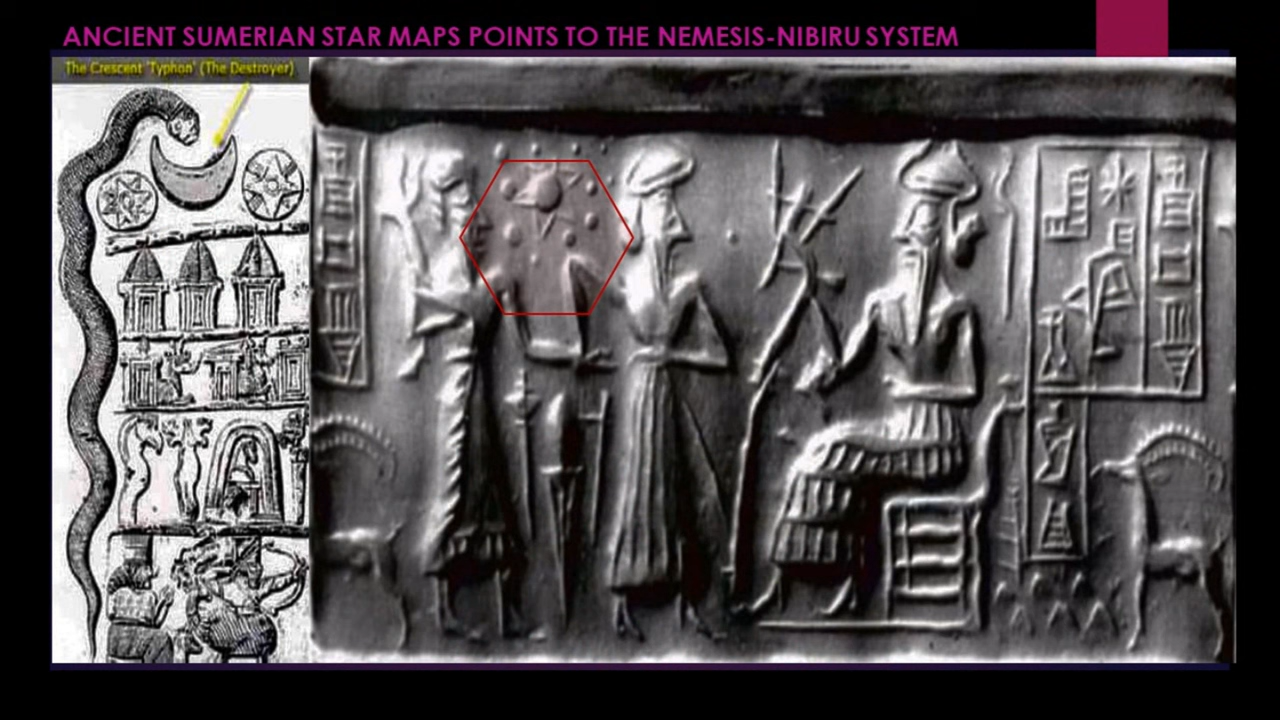 ANCIENT SUMERIAN STAR MAPS POINTS TO THE NEMESIS-NIBIRU SYSTEM
The Crescent 'Typhon' (The Destroyer)